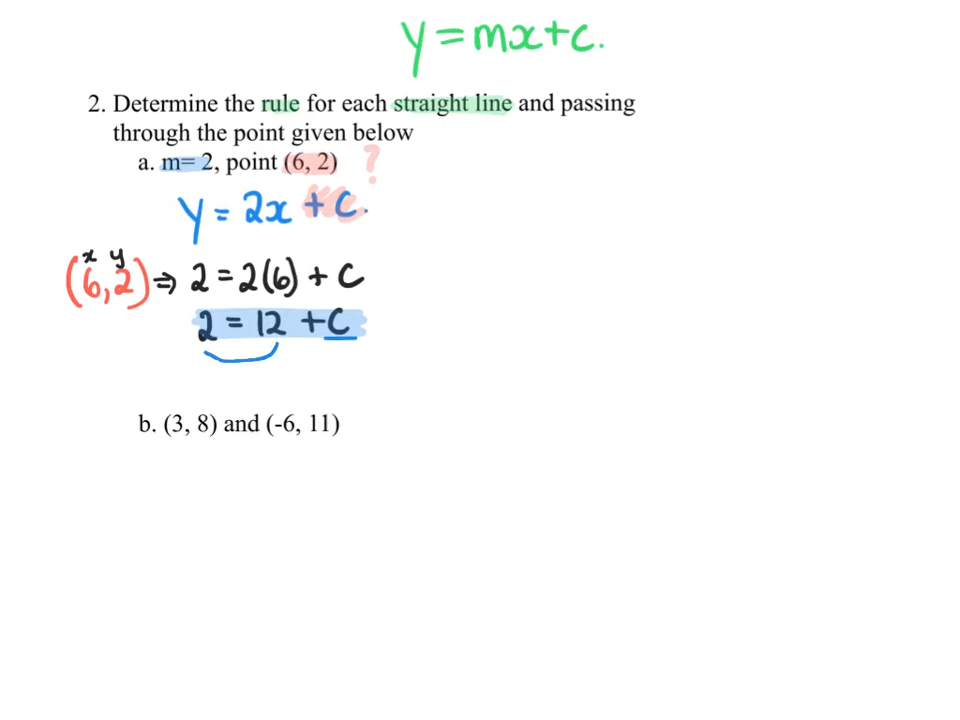 y = mx + c.
2. Determine the rule for each straight line and passing
through the point given below
a. m= 2, point (6, 2) ?
y = 2x + c.
x y
(6, 2) ⇒ 2 = 2(6) + c
2 = 12 + c
b. (3, 8) and (-6, 11)